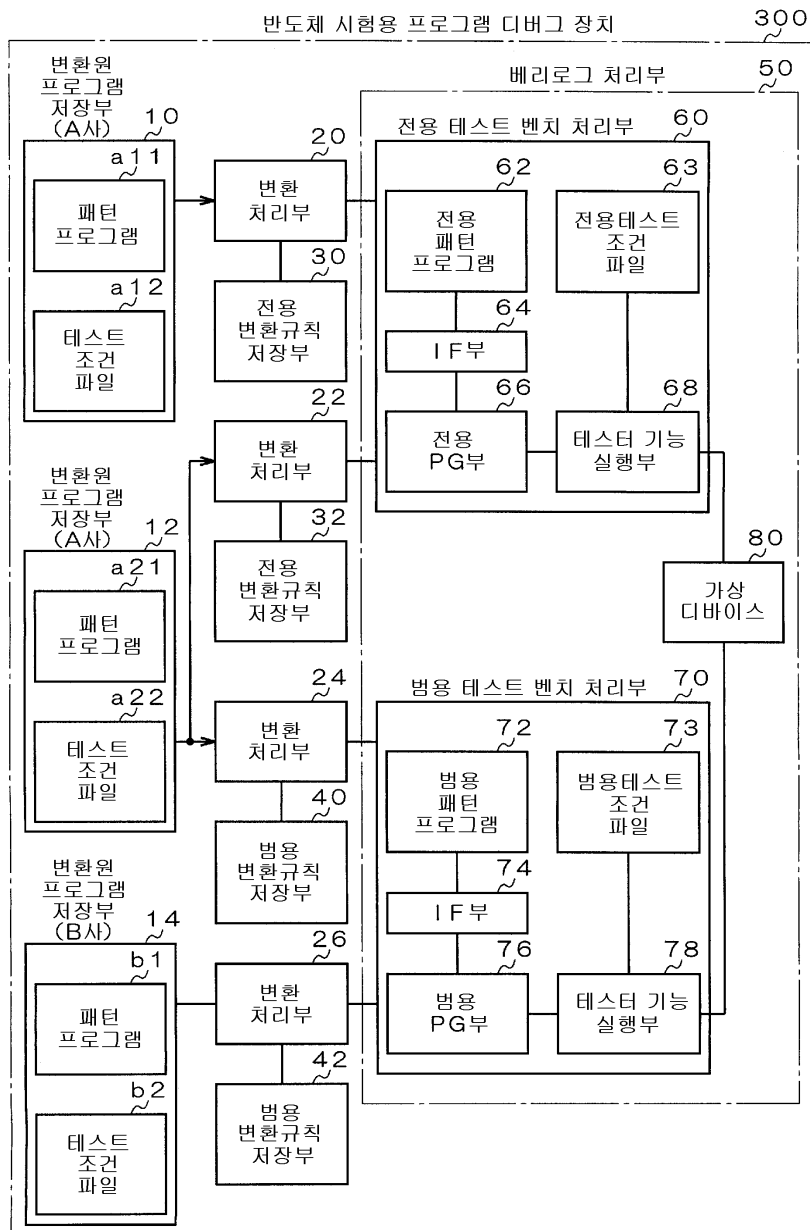 반도체 시험용 프로그램 디버그 장치
300
변환원
프로그램
저장부
(A사)
10
a11
패턴
프로그램
a12
테스트
조건
파일
20
변환
처리부
30
전용
변환규칙
저장부
베리로그 처리부
50
전용 테스트 벤치 처리부
60
62
전용
패턴
프로그램
63
전용테스트
조건
파일
64
IF부
66
전용
PG부
68
테스터 기능
실행부
22
변환
처리부
32
전용
변환규칙
저장부
변환원
프로그램
저장부
(A사)
12
a21
패턴
프로그램
a22
테스트
조건
파일
80
가상
디바이스
24
변환
처리부
40
범용
변환규칙
저장부
범용 테스트 벤치 처리부
70
72
범용
패턴
프로그램
73
범용테스트
조건
파일
74
IF부
76
범용
PG부
78
테스터 기능
실행부
변환원
프로그램
저장부
(B사)
14
b1
패턴
프로그램
b2
테스트
조건
파일
26
변환
처리부
42
범용
변환규칙
저장부